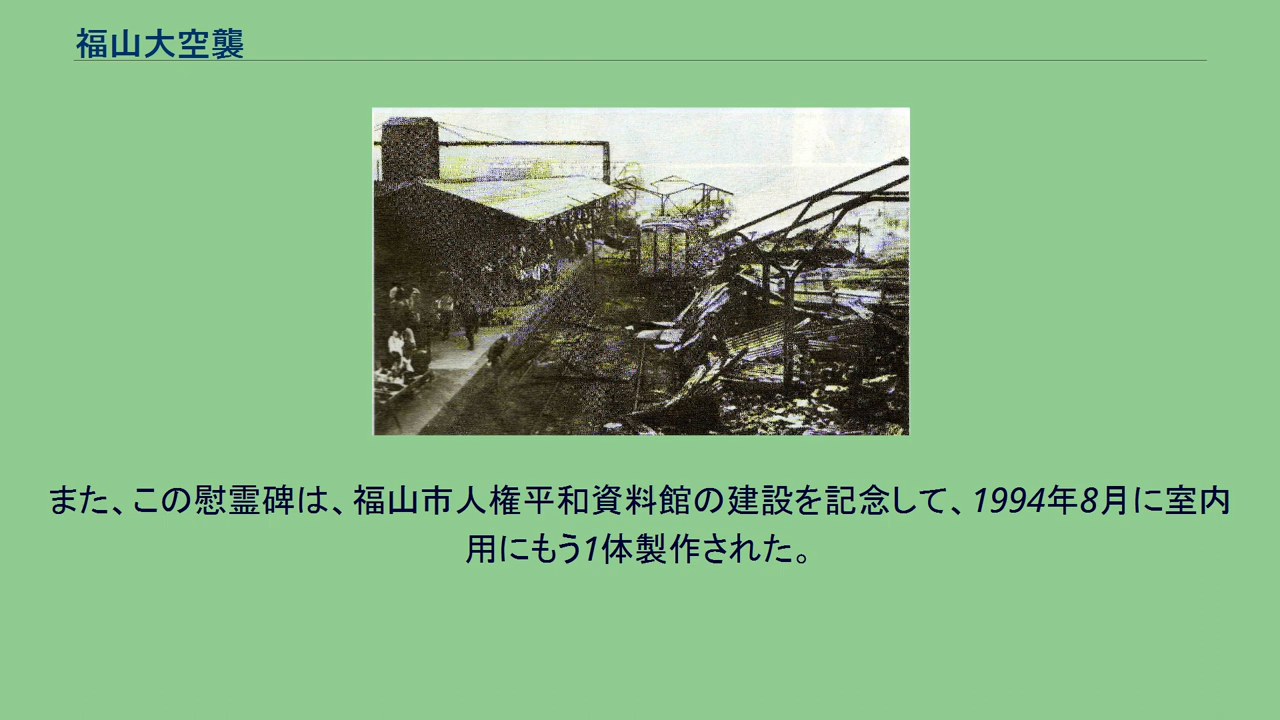 福山大空襲
また、この慰霊碑は、福山市人権平和資料館の建設を記念して、1994年8月に室内
用にもう1体製作された。